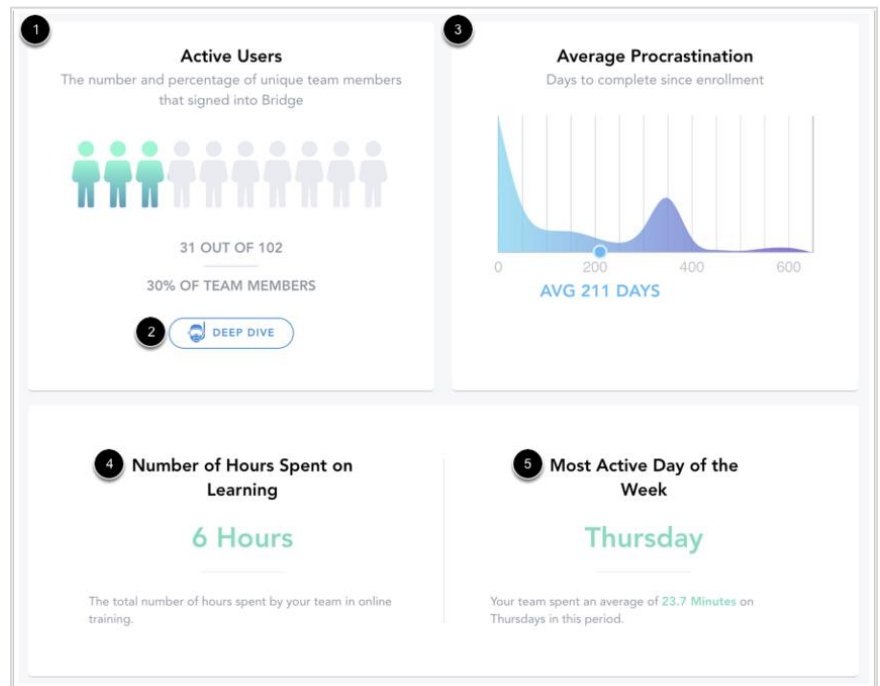 1
Active Users
The number and percentage of unique team members
that signed into Bridge
31 OUT OF 102
30% OF TEAM MEMBERS
2
DEEP DIVE
3
Average Procrastination
Days to complete since enrollment
0 200 400 600
AVG 211 DAYS
4 Number of Hours Spent on
Learning
6 Hours
The total number of hours spent by your team in online
training.
5 Most Active Day of the
Week
Thursday
Your team spent an average of 23.7 Minutes on
Thursdays in this period.